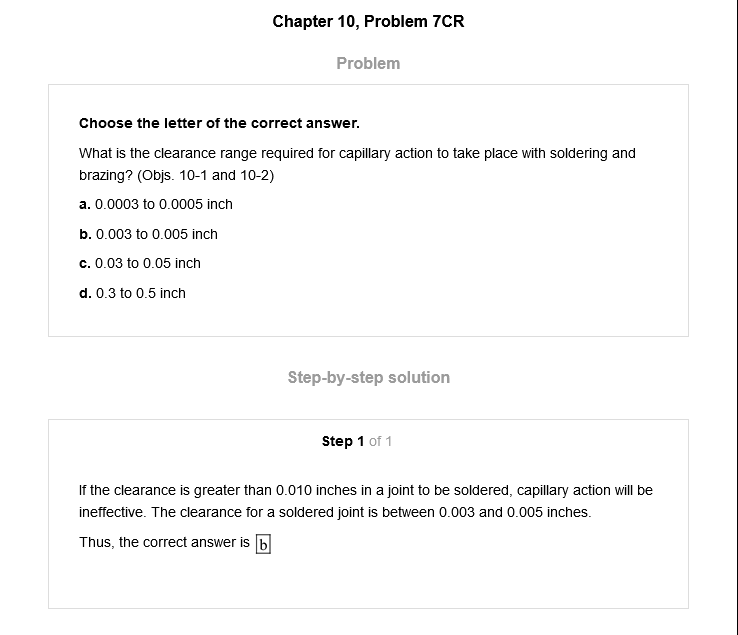 Chapter 10, Problem 7CR
Problem
Choose the letter of the correct answer.
What is the clearance range required for capillary action to take place with soldering and
brazing? (Objs. 10-1 and 10-2)
a. 0.0003 to 0.0005 inch
b. 0.003 to 0.005 inch
c. 0.03 to 0.05 inch
d. 0.3 to 0.5 inch
Step-by-step solution
Step 1 of 1
If the clearance is greater than 0.010 inches in a joint to be soldered, capillary action will be
ineffective. The clearance for a soldered joint is between 0.003 and 0.005 inches.
Thus, the correct answer is b